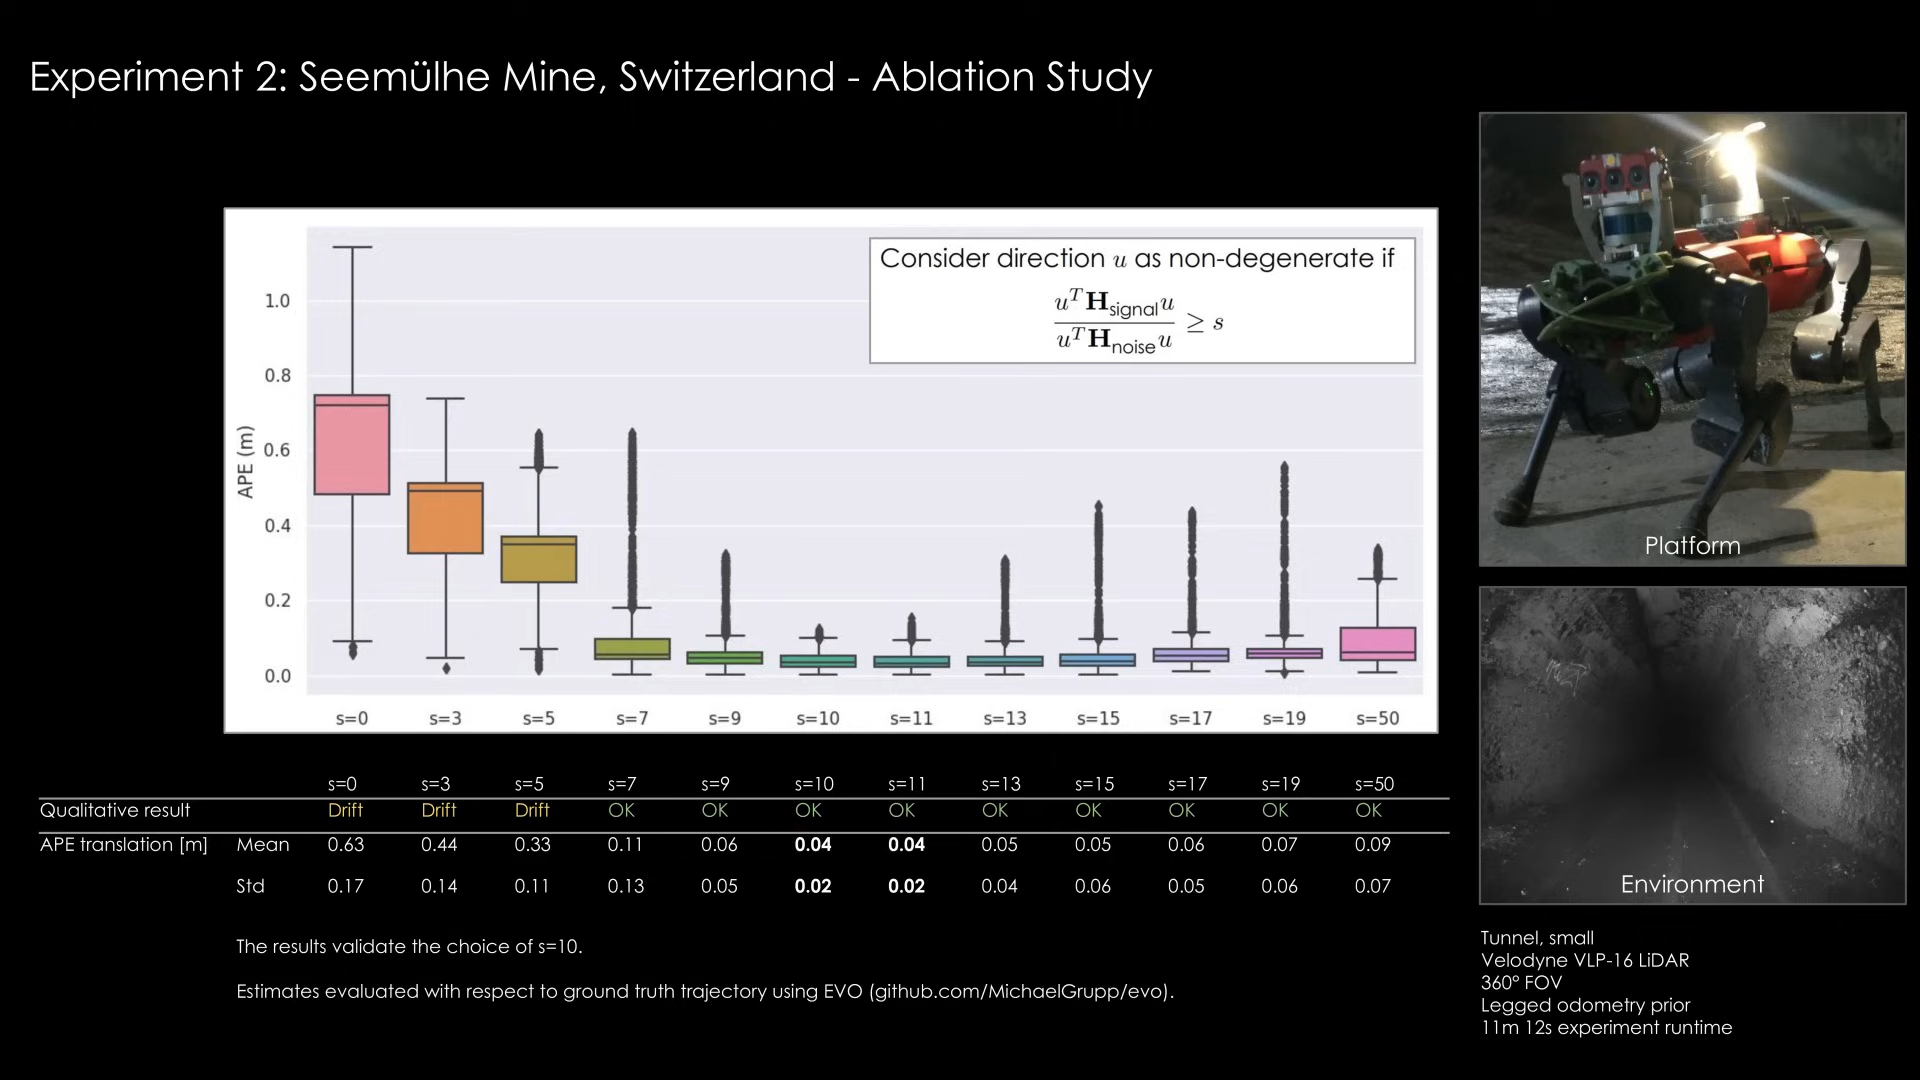 Experiment 2: Seemülhe Mine, Switzerland - Ablation Study
Consider direction u as non-degenerate if
u^T H_signal u / u^T H_noise u ≥ s
APE (m)
1.0
0.8
0.6
0.4
0.2
0.0
s=0 s=3 s=5 s=7 s=9 s=10 s=11 s=13 s=15 s=17 s=19 s=50
s=0 s=3 s=5 s=7 s=9 s=10 s=11 s=13 s=15 s=17 s=19 s=50
Qualitative result Drift Drift Drift OK OK OK OK OK OK OK OK OK
APE translation [m] Mean 0.63 0.44 0.33 0.11 0.06 0.04 0.04 0.05 0.05 0.06 0.07 0.09
Std 0.17 0.14 0.11 0.13 0.05 0.02 0.02 0.04 0.06 0.05 0.06 0.07
The results validate the choice of s=10.
Estimates evaluated with respect to ground truth trajectory using EVO (github.com/MichaelGrupp/evo).
Platform
Environment
Tunnel, small
Velodyne VLP-16 LiDAR
360° FOV
Legged odometry prior
11m 12s experiment runtime